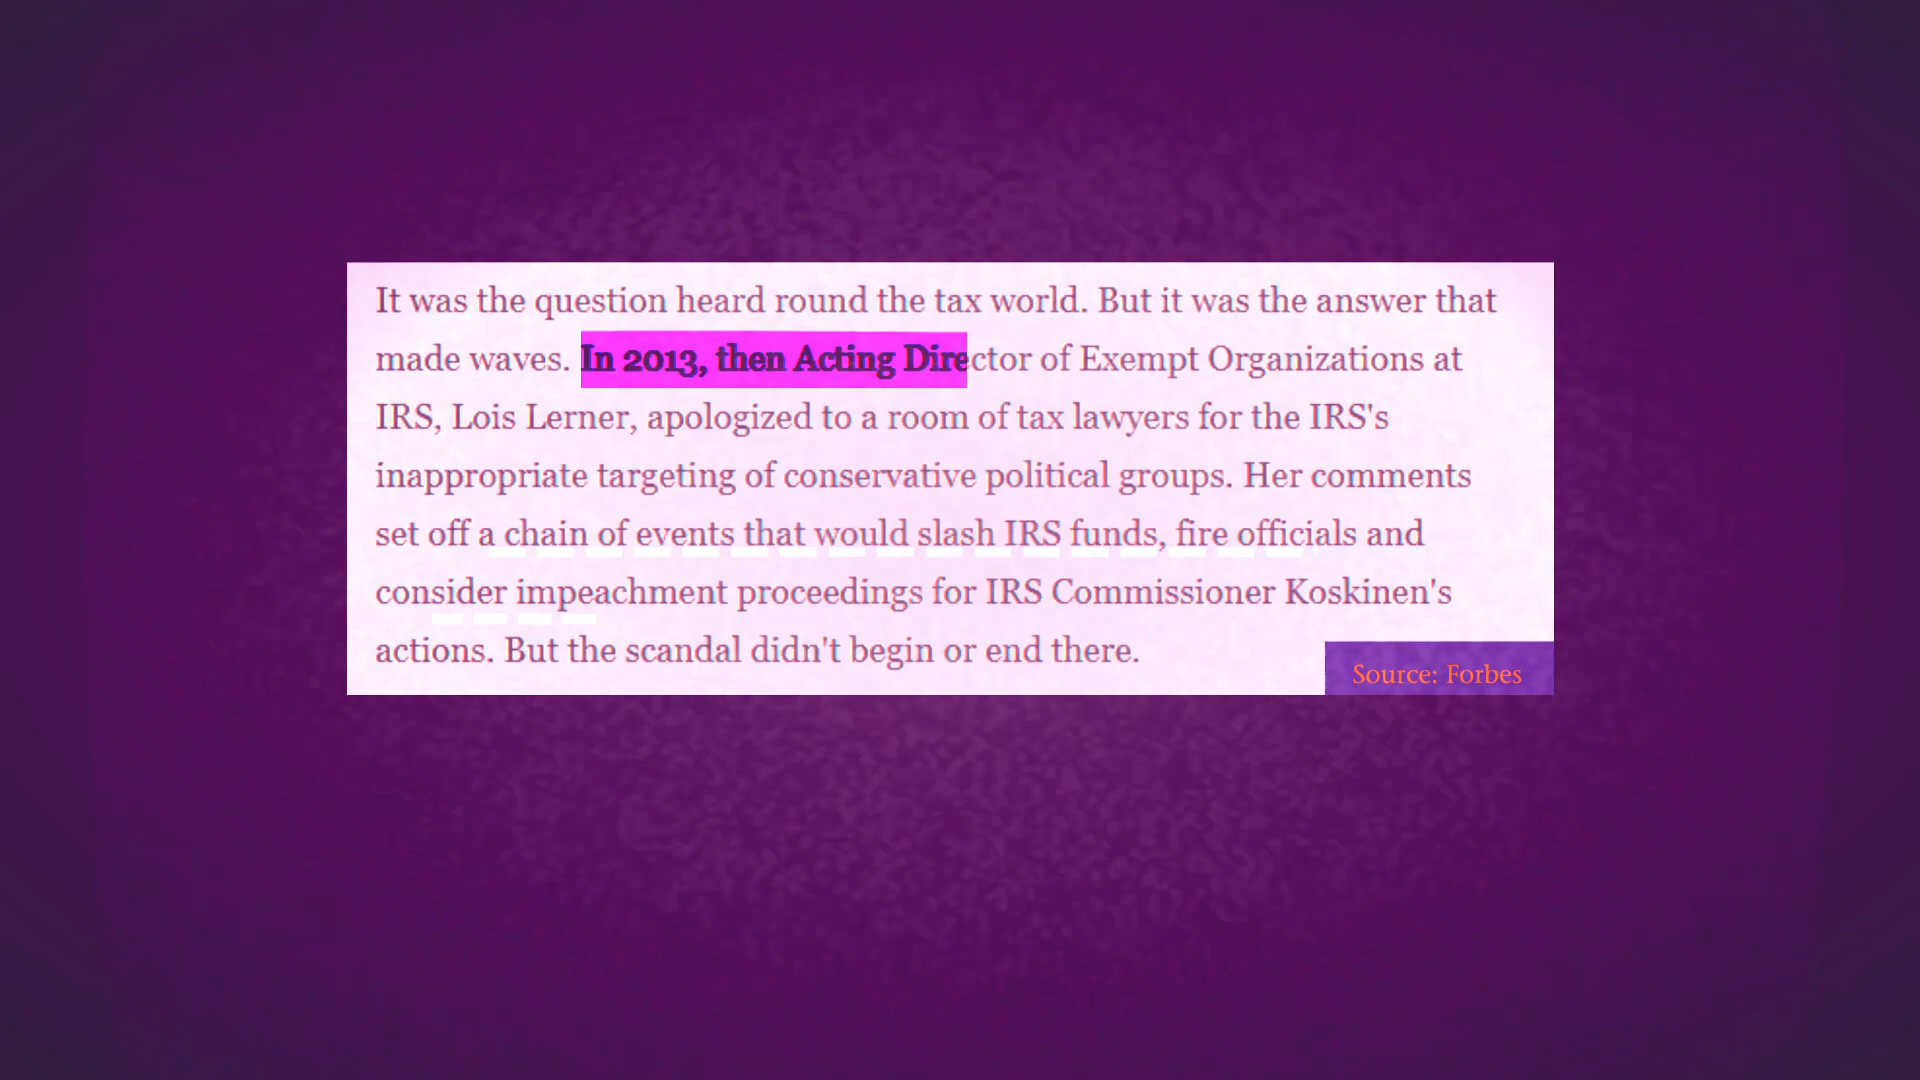 It was the question heard round the tax world. But it was the answer that
made waves. In 2013, then Acting Director of Exempt Organizations at
IRS, Lois Lerner, apologized to a room of tax lawyers for the IRS's
inappropriate targeting of conservative political groups. Her comments
set off a chain of events that would slash IRS funds, fire officials and
consider impeachment proceedings for IRS Commissioner Koskinen's
actions. But the scandal didn't begin or end there.
Source: Forbes